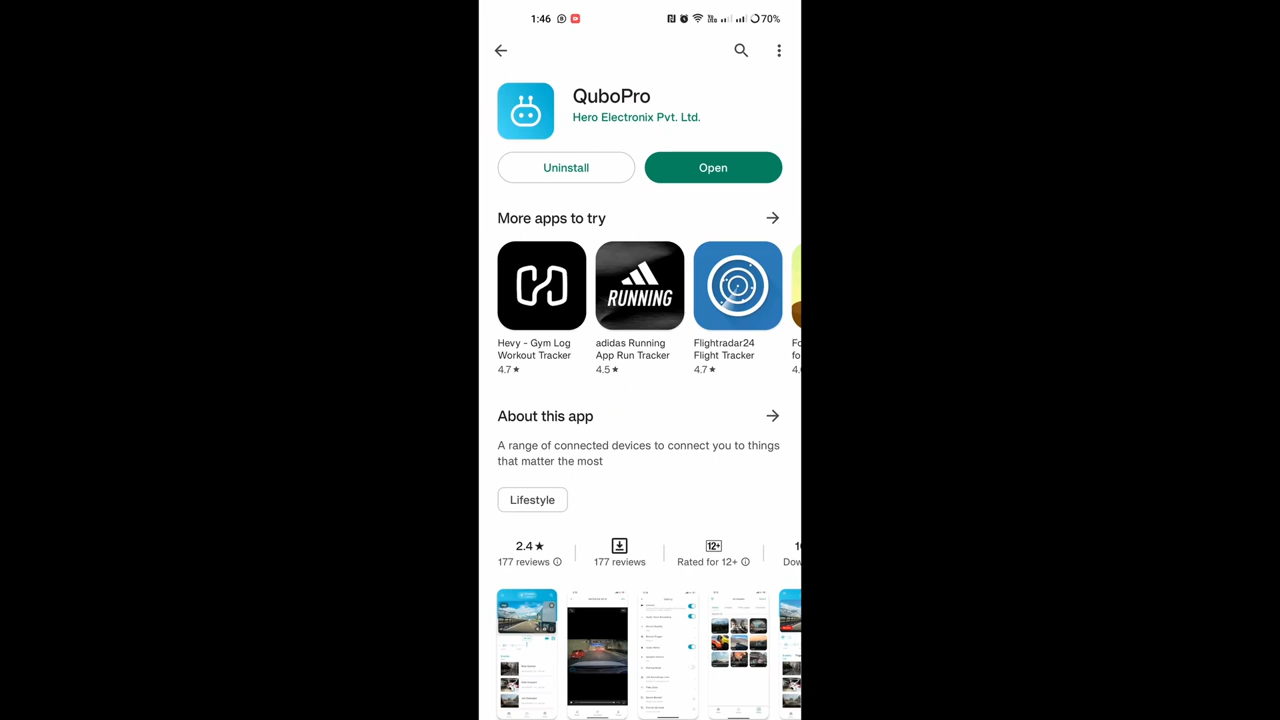 1:46
70%
QuboPro
Hero Electronix Pvt. Ltd.
Uninstall
Open
More apps to try
RUNNING
Hevy - Gym Log
Workout Tracker
4.7★
adidas Running
App Run Tracker
4.5★
Flightradar24
Flight Tracker
4.7★
About this app
A range of connected devices to connect you to things
that matter the most
Lifestyle
2.4★
177 reviews
177 reviews
12+
Rated for 12+